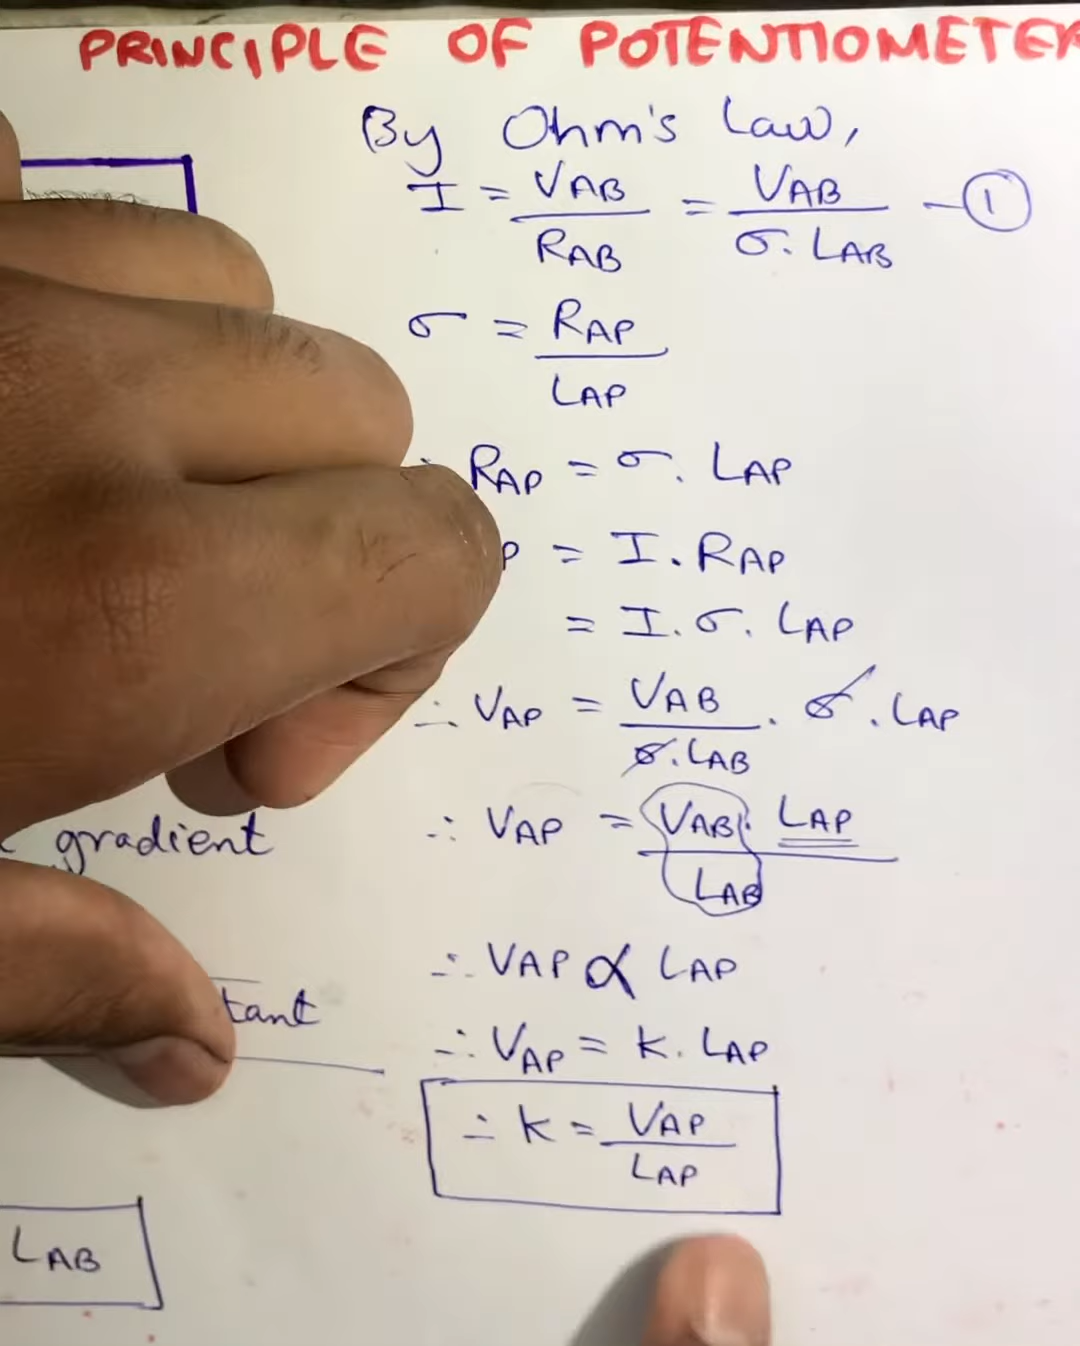 PRINCIPLE OF POTENTIOMETER
By Ohm's Law,
I = VAB / RAB = VAB / σ. LAB — ①
σ = RAP / LAP
∴ RAP = σ. LAP
P = I. RAP
= I. σ. LAP
∴ VAP = VAB / σ. LAB . σ. LAP
gradient
∴ VAP = VAB. LAP / LAB
∴ VAP ∝ LAP
tant
∴ VAP = K. LAP
∴ K = VAP / LAP
LAB